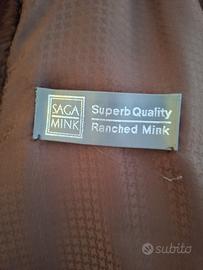 SAGA
MINK
Superb Quality
Ranched Mink
subito